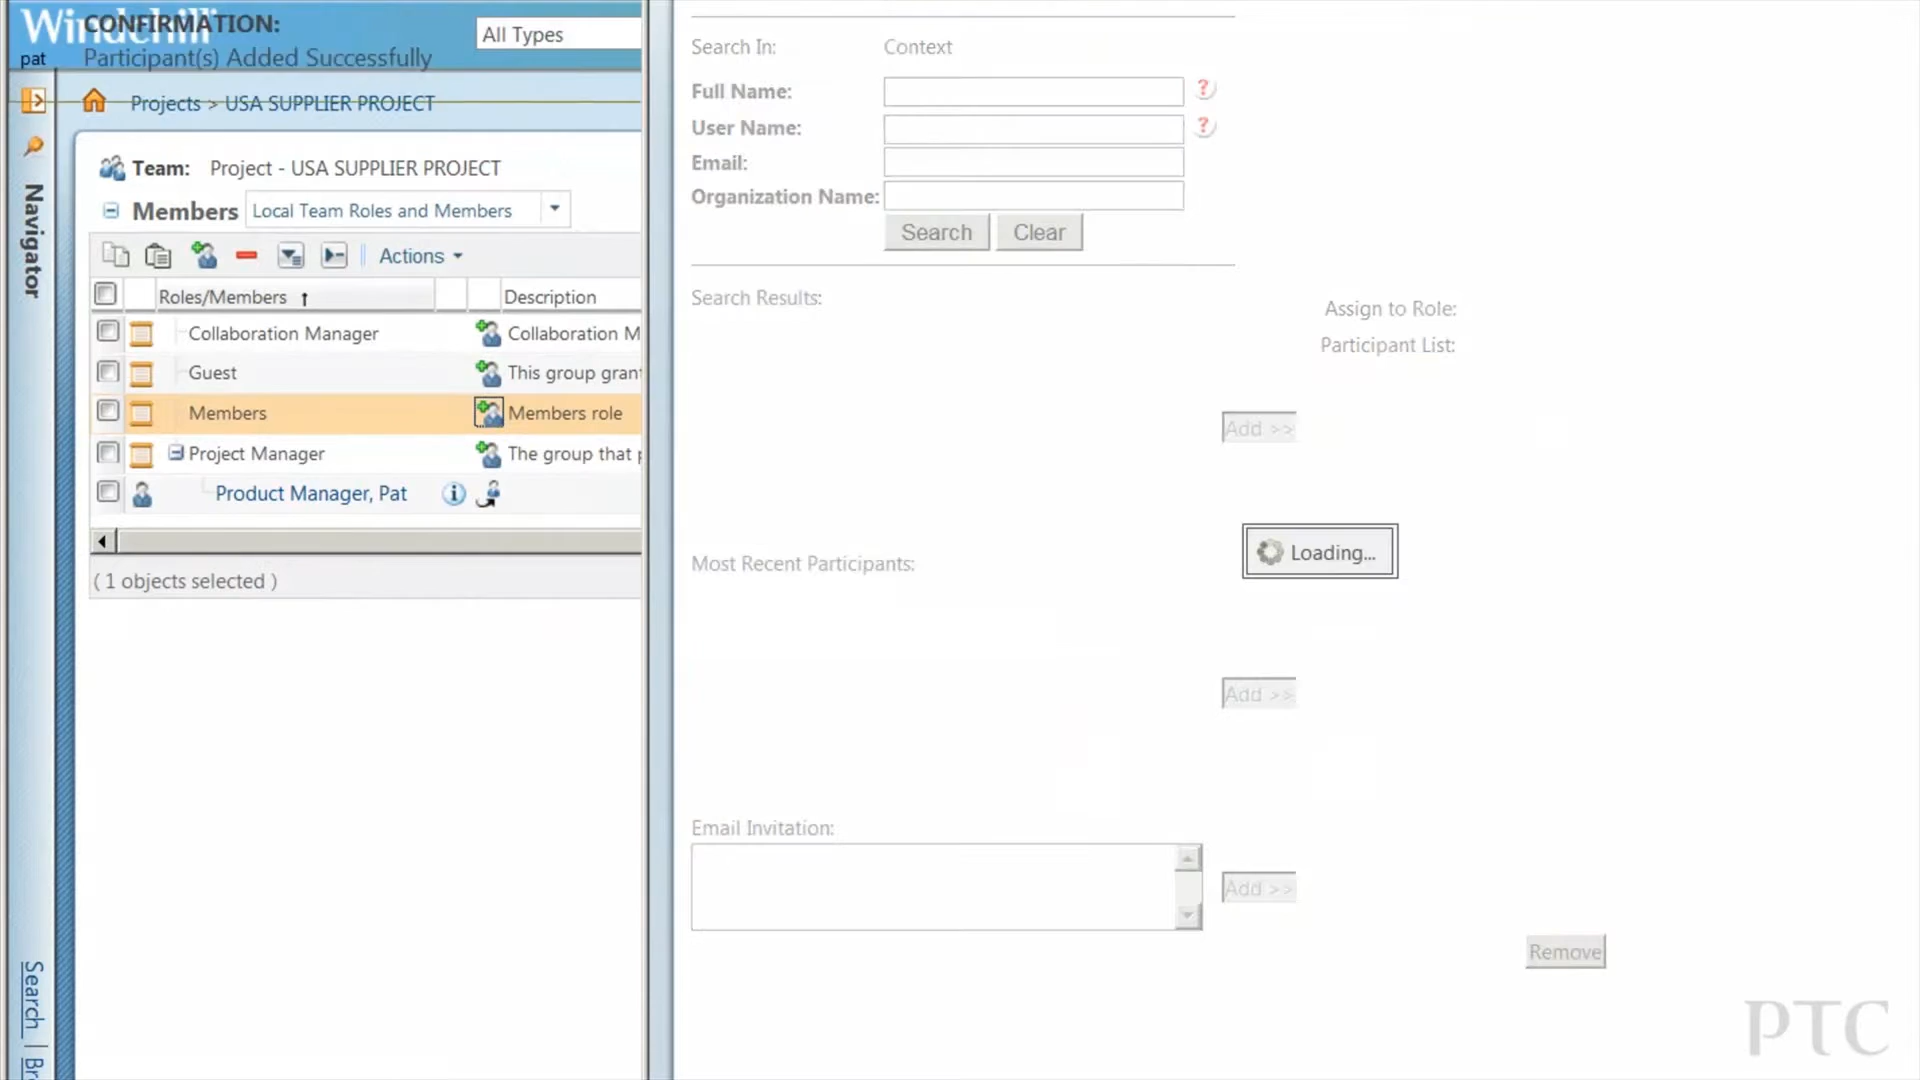 Windchill
CONFIRMATION:
Participant(s) Added Successfully
All Types
pat
Projects > USA SUPPLIER PROJECT
Navigator
Team: Project - USA SUPPLIER PROJECT
Members Local Team Roles and Members
Actions
Roles/Members Description
Collaboration Manager Collaboration M
Guest This group gran
Members Members role
Project Manager The group that
Product Manager, Pat
( 1 objects selected )
Search
Search In: Context
Full Name:
User Name:
Email:
Organization Name:
Search Clear
Search Results:
Assign to Role:
Participant List:
Add >>
Loading...
Most Recent Participants:
Add >>
Email Invitation:
Add >>
Remove
PTC